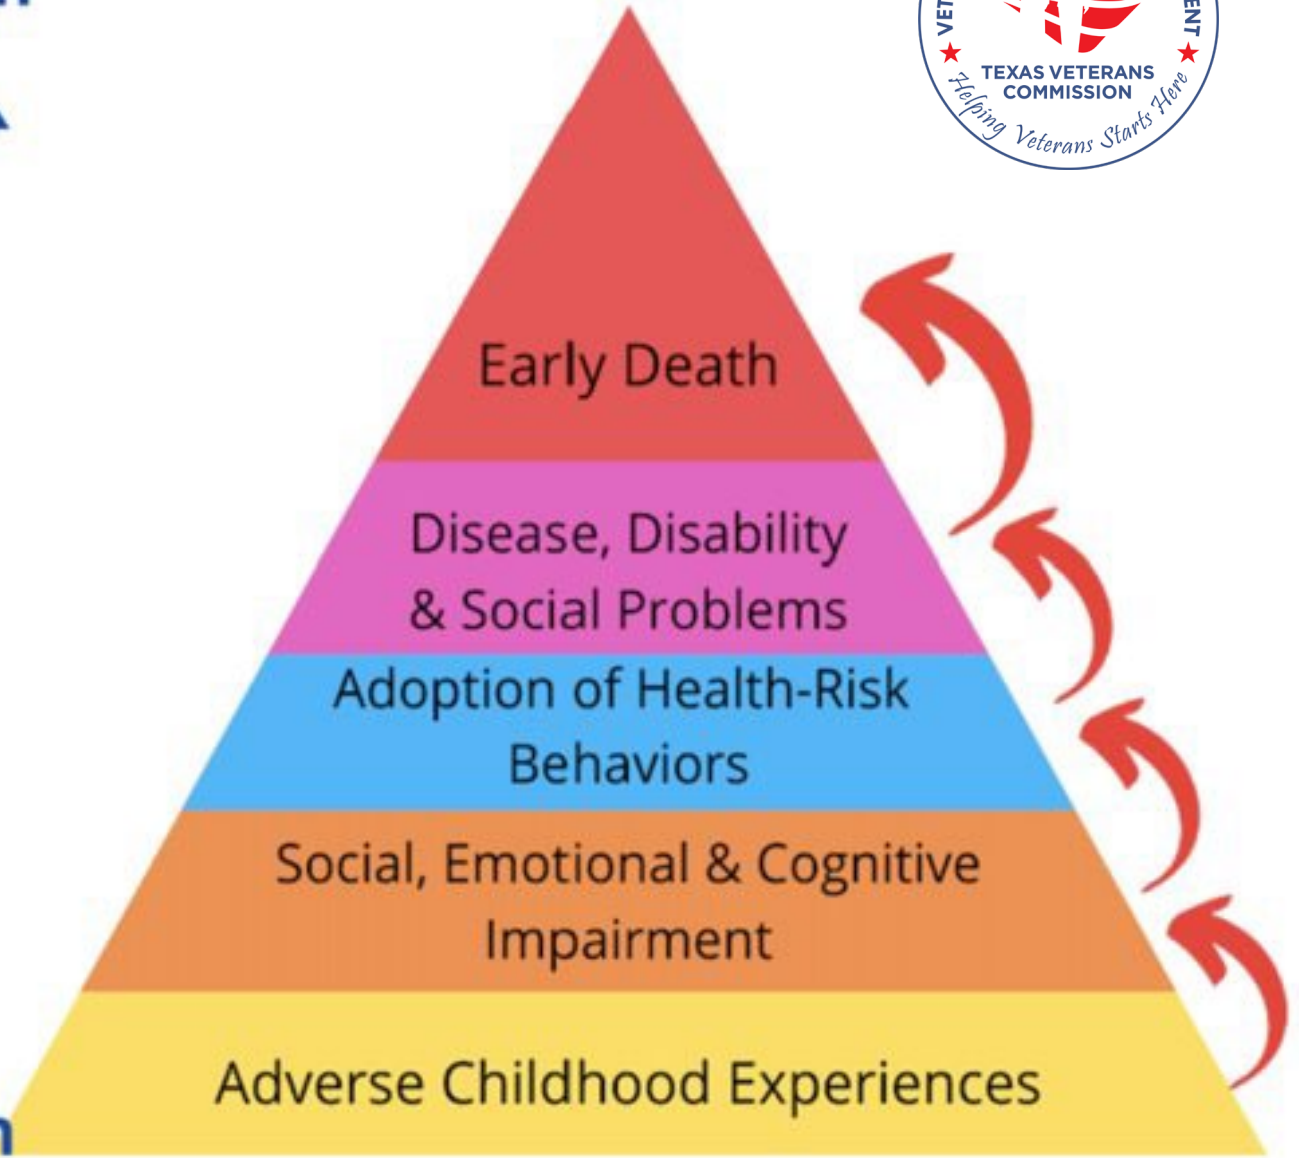 TEXAS VETERANS
COMMISSION
Helping Veterans Starts Here
Early Death
Disease, Disability
& Social Problems
Adoption of Health-Risk
Behaviors
Social, Emotional & Cognitive
Impairment
Adverse Childhood Experiences